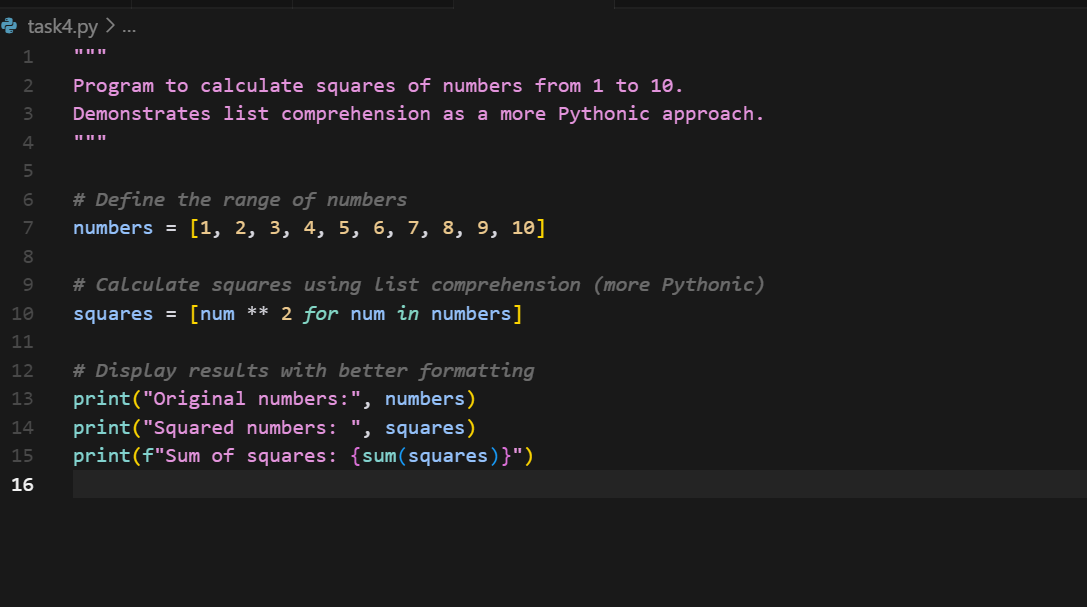 task4.py > ...
1 """
2 Program to calculate squares of numbers from 1 to 10.
3 Demonstrates list comprehension as a more Pythonic approach.
4 """
5
6 # Define the range of numbers
7 numbers = [1, 2, 3, 4, 5, 6, 7, 8, 9, 10]
8
9 # Calculate squares using list comprehension (more Pythonic)
10 squares = [num ** 2 for num in numbers]
11
12 # Display results with better formatting
13 print("Original numbers:", numbers)
14 print("Squared numbers: ", squares)
15 print(f"Sum of squares: {sum(squares)}")
16